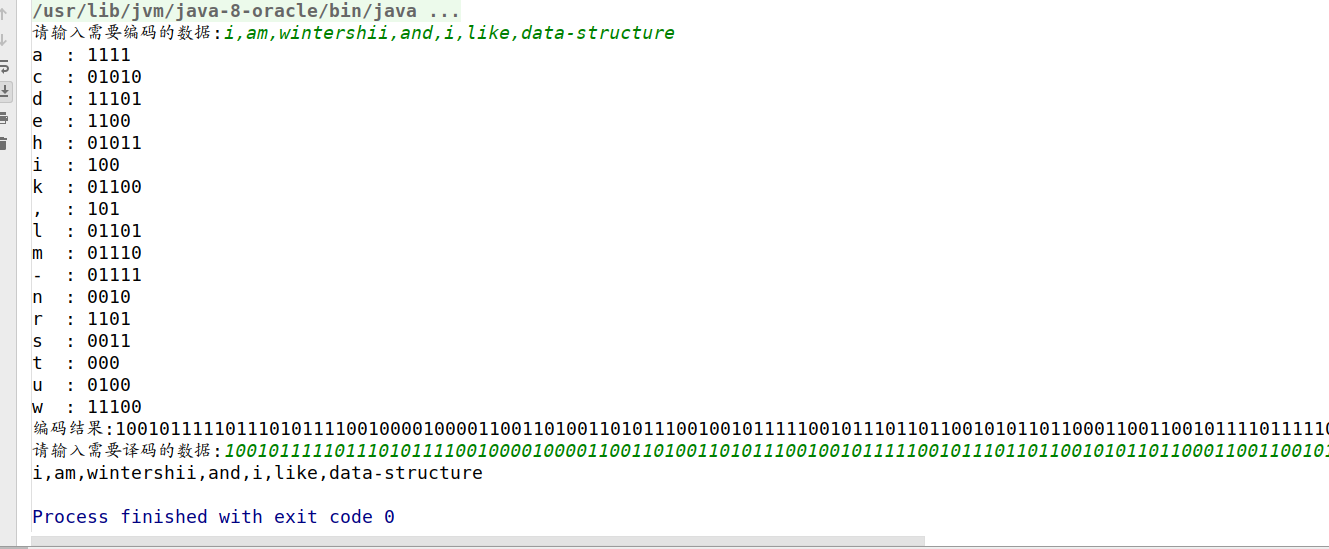 /usr/lib/jvm/java-8-oracle/bin/java ...
请输入需要编码的数据:i,am,wintershii,and,i,like,data-structure
a : 1111
c : 01010
d : 11101
e : 1100
h : 01011
i : 100
k : 01100
, : 101
l : 01101
m : 01110
- : 01111
n : 0010
r : 1101
s : 0011
t : 000
u : 0100
w : 11100
编码结果:1001011111011101011110010000100001100110100110101110010010111110010111011011001010110110001100110010111101111​10
请输入需要译码的数据:1001011111011101011110010000100001100110100110101110010010111110010111011011001010110110001100110010​1
i,am,wintershii,and,i,like,data-structure
Process finished with exit code 0